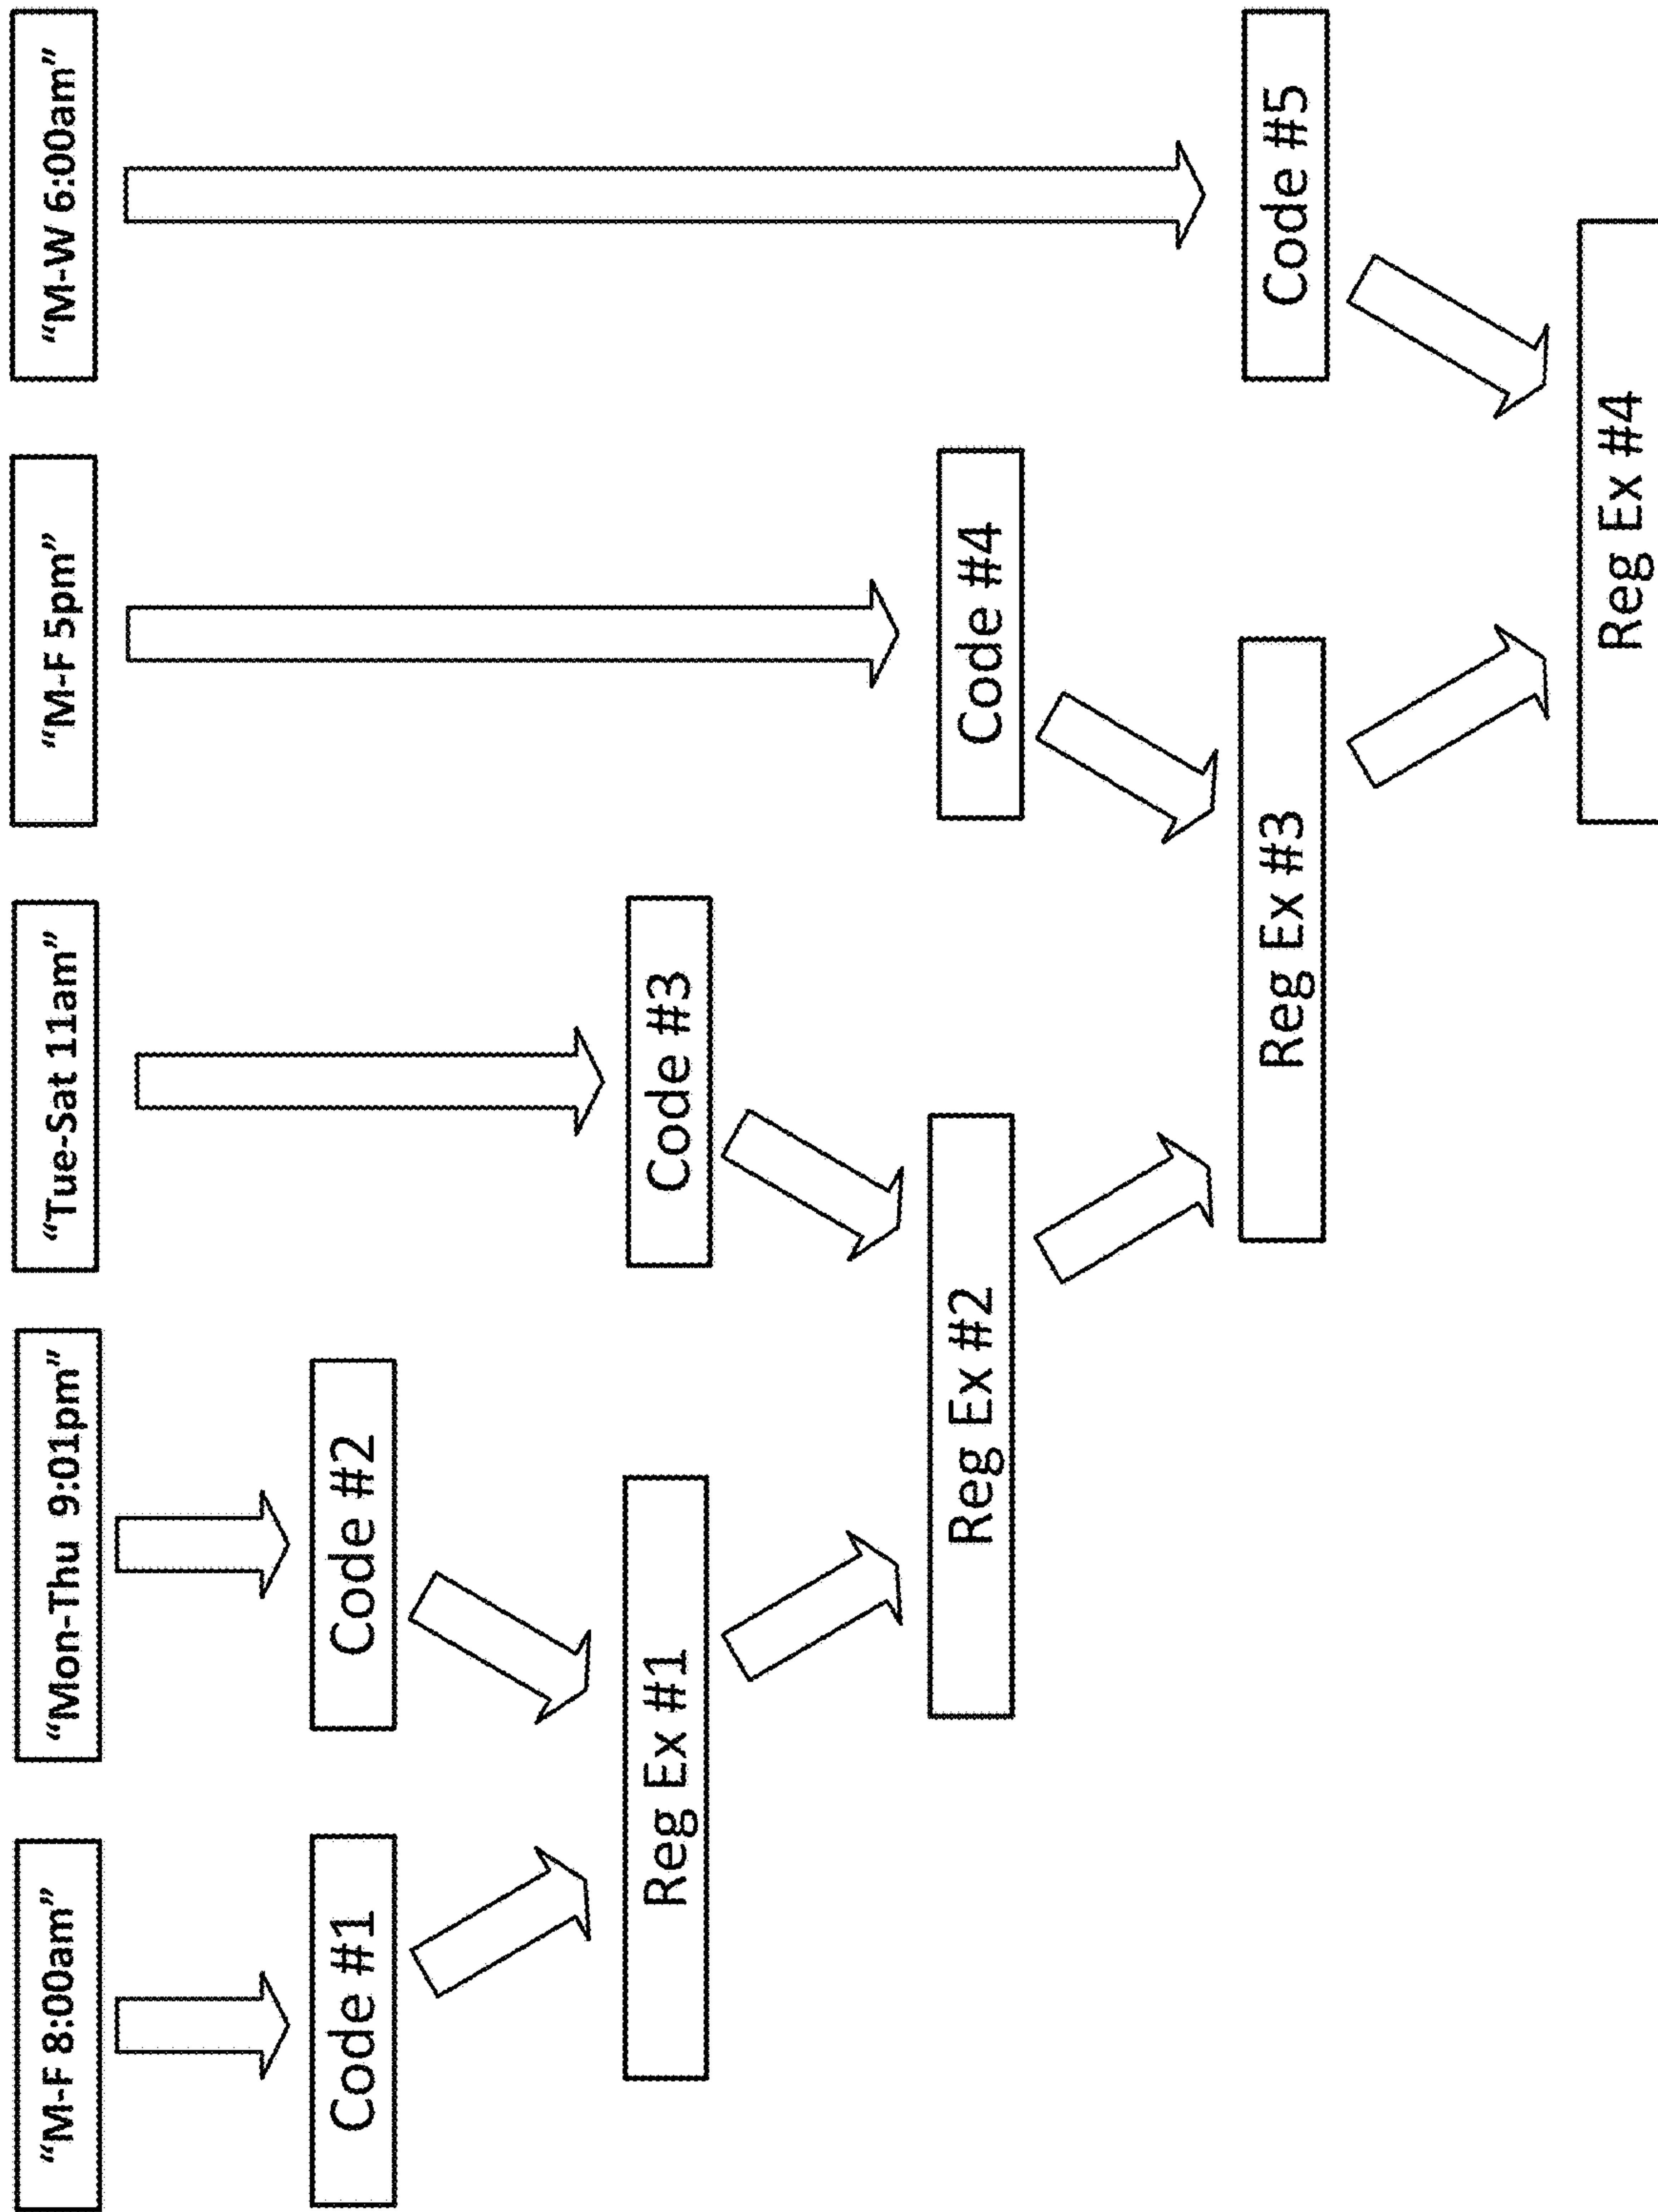 “M-F 8:00am”
“Mon-Thu 9:01pm”
“Tue-Sat 11am”
“M-F 5pm”
“M-W 6:00am”
Code #1
Code #2
Reg Ex #1
Code #3
Reg Ex #2
Code #4
Reg Ex #3
Code #5
Reg Ex #4